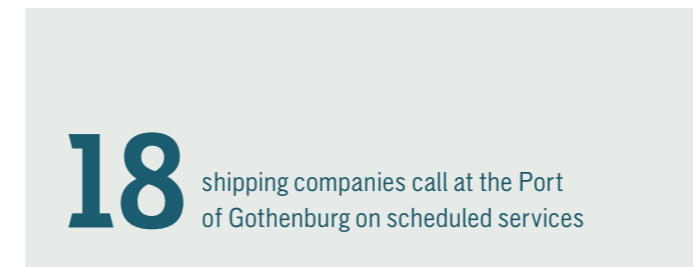 18
shipping companies call at the Port
of Gothenburg on scheduled services